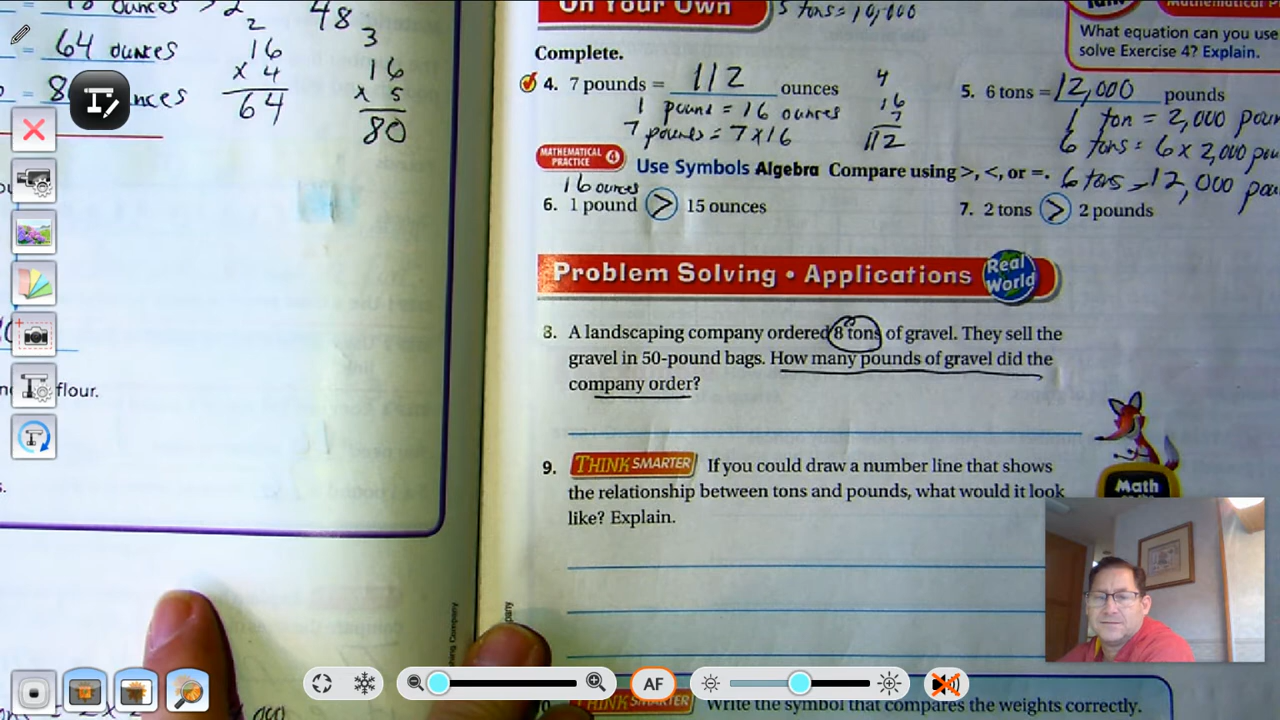 ounces
2
48
= 64 ounces
2
16
x 4
64
3
16
x 5
80
flour.
On Your Own
5 tons = 10,000
Complete.
4. 7 pounds = 112 ounces
1 pound = 16 ounces
7 pounds = 7 x 16
4
16
7
112
What equation can you use
solve Exercise 4? Explain.
5. 6 tons = 12,000 pounds
1 ton = 2,000
6 tons = 6 x 2,000
6 tons = 12,000
MATHEMATICAL PRACTICE 4
Use Symbols Algebra Compare using >, <, or =.
16 ounces
6. 1 pound > 15 ounces
7. 2 tons > 2 pounds
Problem Solving • Applications
Real World
8. A landscaping company ordered 8 tons of gravel. They sell the
gravel in 50-pound bags. How many pounds of gravel did the
company order?
9. THINK SMARTER If you could draw a number line that shows
the relationship between tons and pounds, what would it look
like? Explain.
Math
THINK SMARTER Write the symbol that compares the weights correctly.
AF